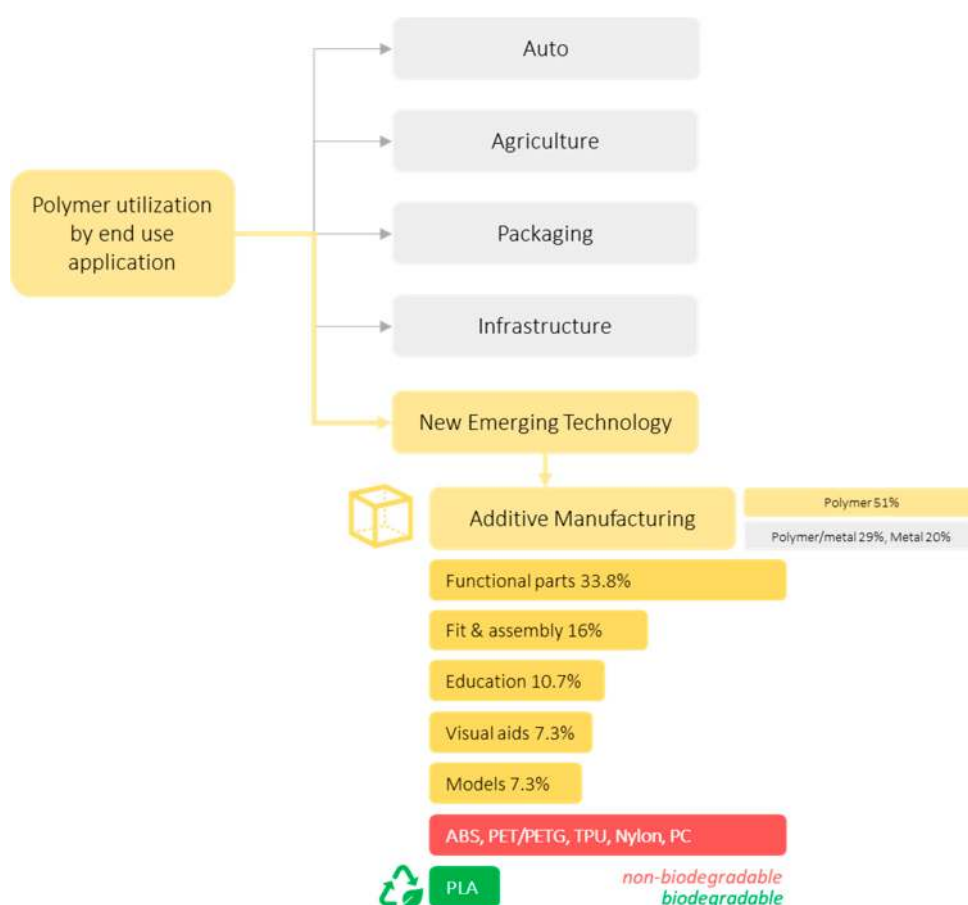 Auto
Agriculture
Polymer utilization
by end use
application
Packaging
Infrastructure
New Emerging Technology
Additive Manufacturing
Polymer 51%
Polymer/metal 29%, Metal 20%
Functional parts 33.8%
Fit & assembly 16%
Education 10.7%
Visual aids 7.3%
Models 7.3%
ABS, PET/PETG, TPU, Nylon, PC
PLA
non-biodegradable
biodegradable